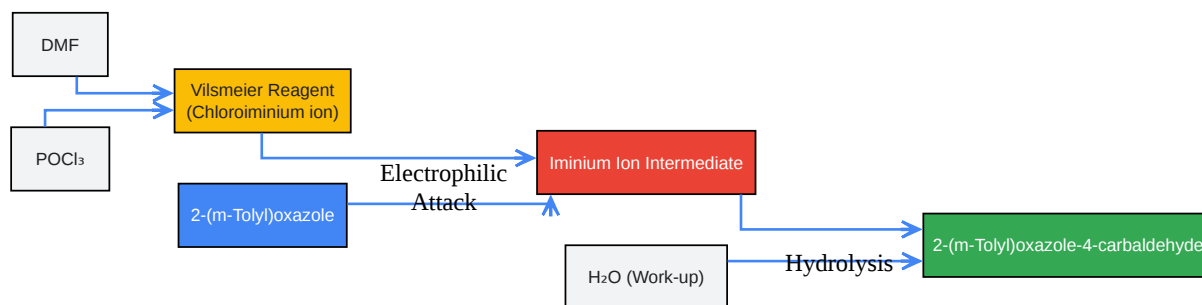 DMF
POCl₃
Vilsmeier Reagent
(Chloroiminium ion)
2-(m-Tolyl)oxazole
Electrophilic
Attack
Iminium Ion Intermediate
H₂O (Work-up)
Hydrolysis
2-(m-Tolyl)oxazole-4-carbaldehyde